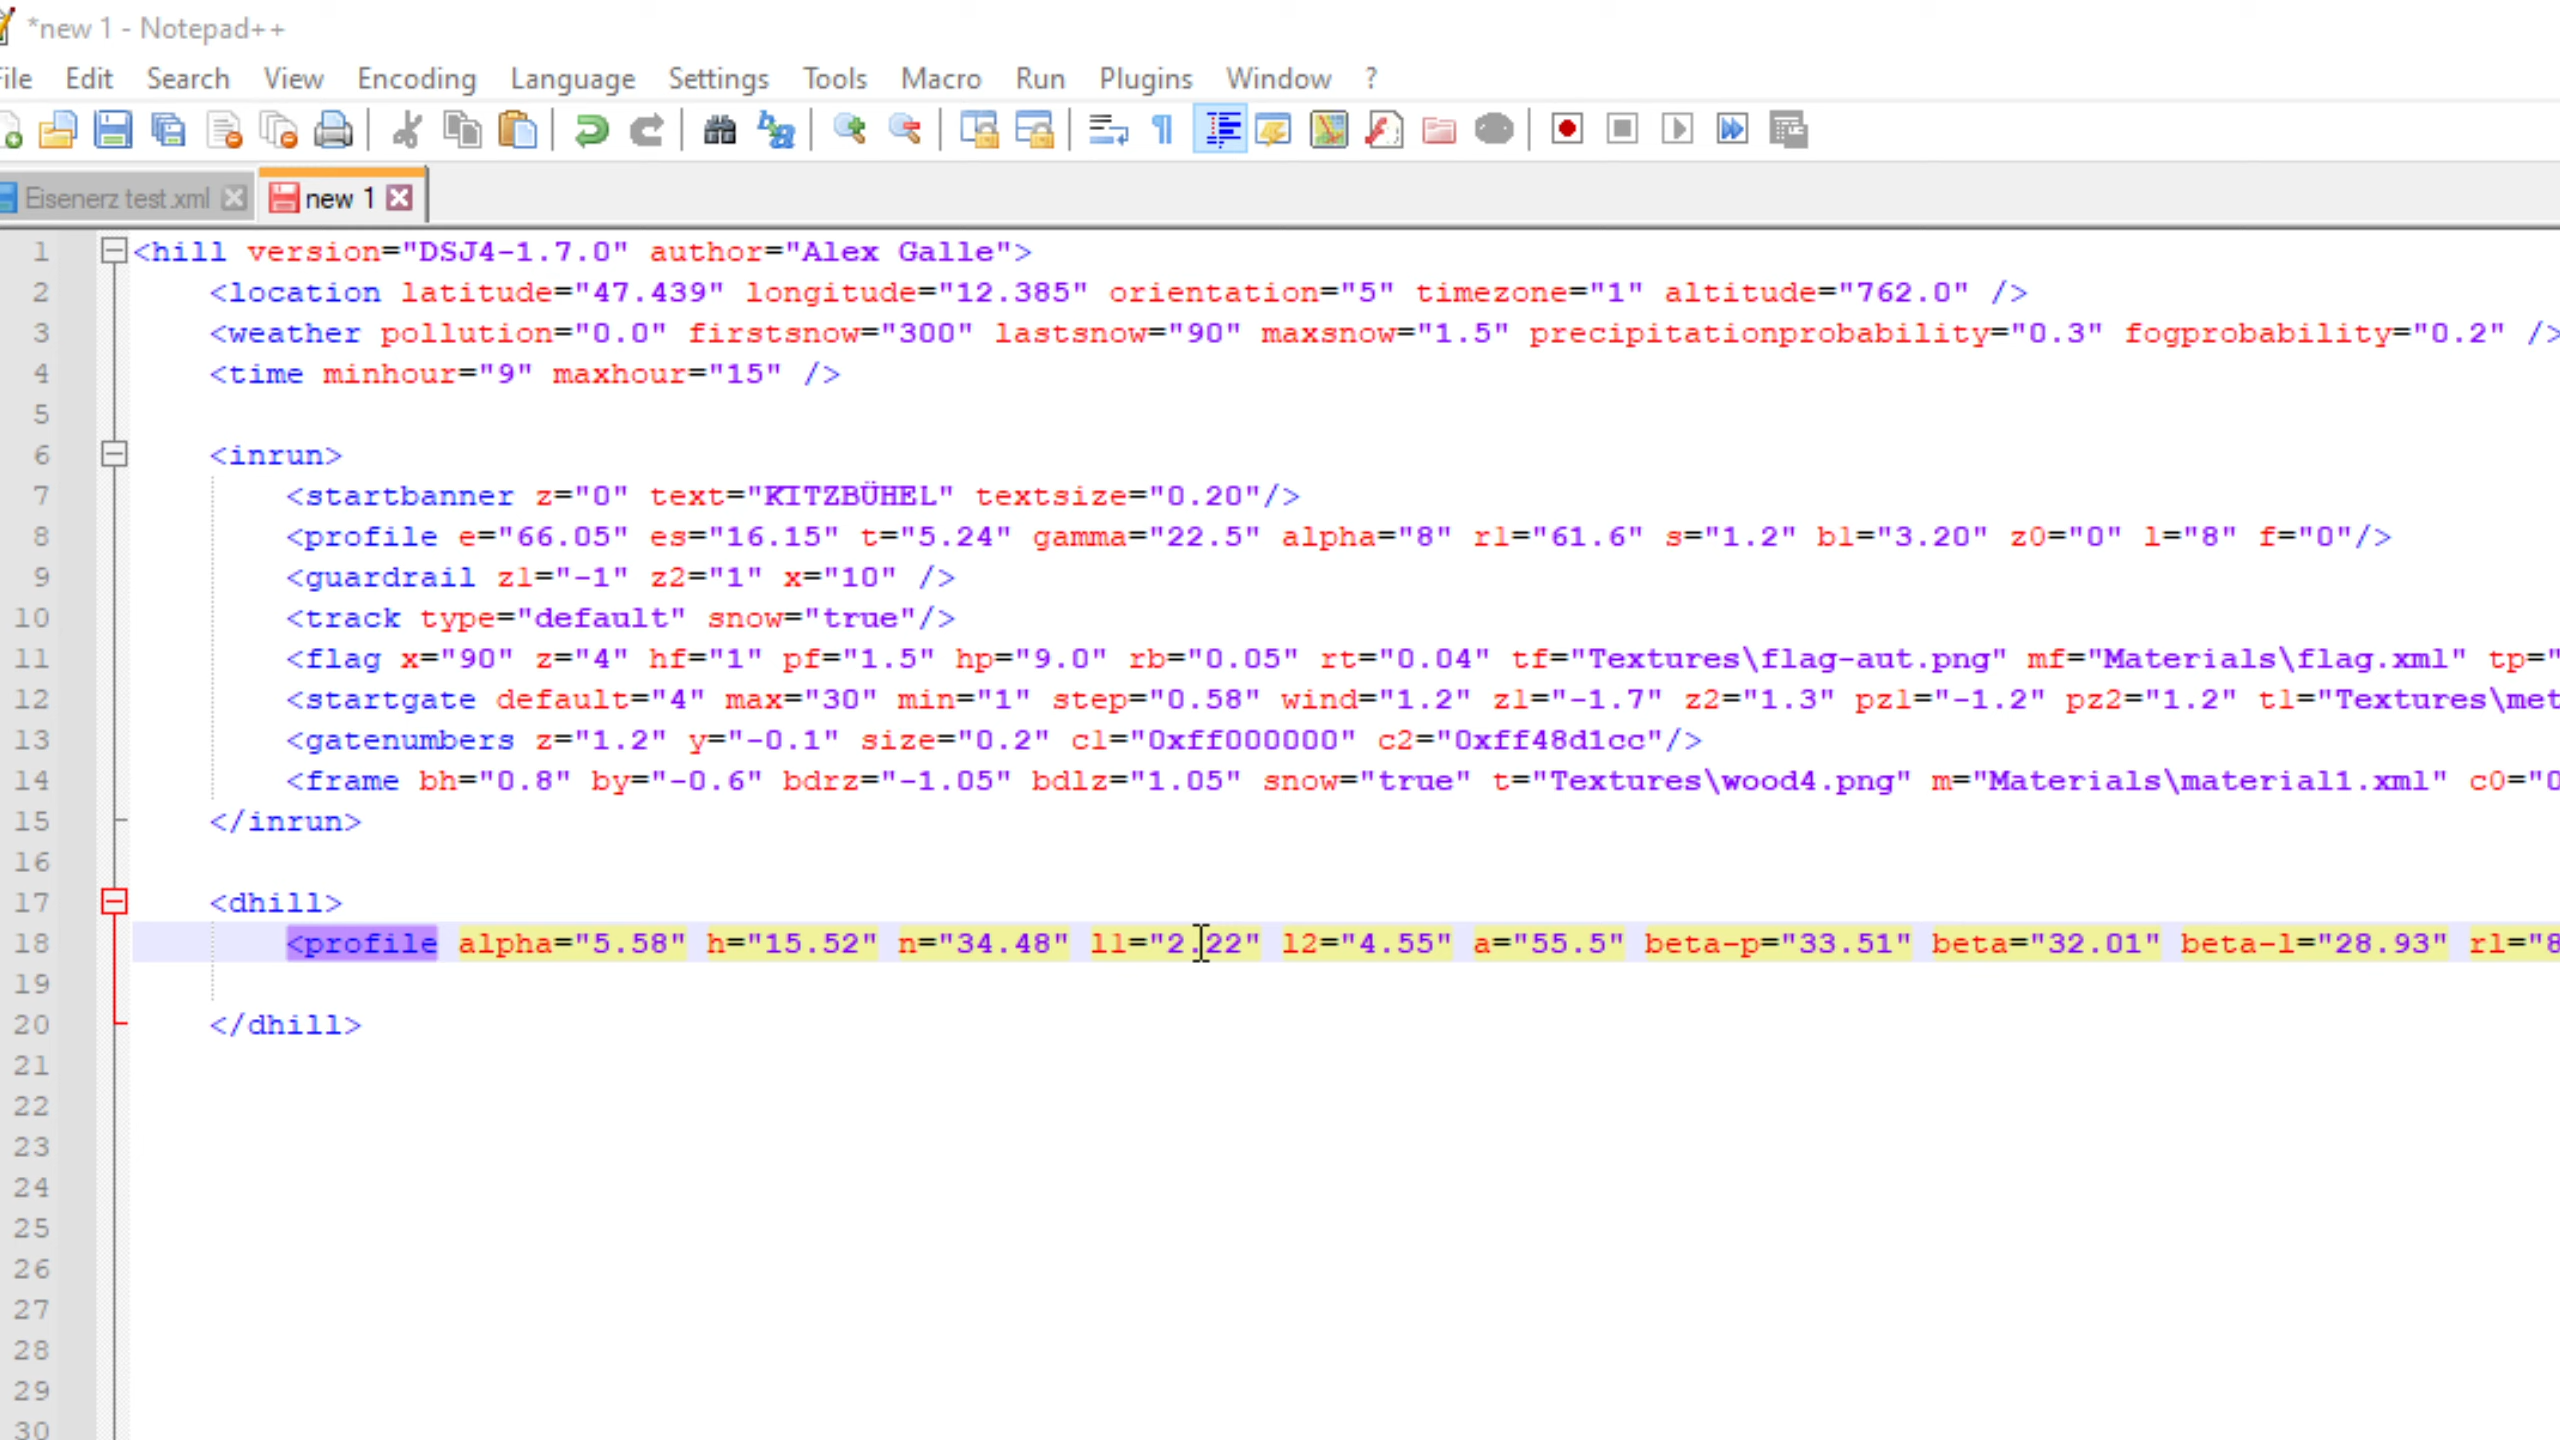 *new 1 - Notepad++
File Edit Search View Encoding Language Settings Tools Macro Run Plugins Window ?
Eisenerz test.xml new 1
1 <hill version="DSJ4-1.7.0" author="Alex Galle">
2 <location latitude="47.439" longitude="12.385" orientation="5" timezone="1" altitude="762.0" />
3 <weather pollution="0.0" firstsnow="300" lastsnow="90" maxsnow="1.5" precipitationprobability="0.3" fogprobability="0.2" />
4 <time minhour="9" maxhour="15" />
5
6 <inrun>
7 <startbanner z="0" text="KITZBÜHEL" textsize="0.20"/>
8 <profile e="66.05" es="16.15" t="5.24" gamma="22.5" alpha="8" r1="61.6" s="1.2" b1="3.20" z0="0" l="8" f="0"/>
9 <guardrail z1="-1" z2="1" x="10" />
10 <track type="default" snow="true"/>
11 <flag x="90" z="4" hf="1" pf="1.5" hp="9.0" rb="0.05" rt="0.04" tf="Textures\flag-aut.png" mf="Materials\flag.xml" tp="
12 <startgate default="4" max="30" min="1" step="0.58" wind="1.2" z1="-1.7" z2="1.3" pz1="-1.2" pz2="1.2" t1="Textures\met
13 <gatenumbers z="1.2" y="-0.1" size="0.2" c1="0xff000000" c2="0xff48d1cc"/>
14 <frame bh="0.8" by="-0.6" bdrz="-1.05" bdlz="1.05" snow="true" t="Textures\wood4.png" m="Materials\material1.xml" c0="0
15 </inrun>
16
17 <dhill>
18 <profile alpha="5.58" h="15.52" n="34.48" l1="2.22" l2="4.55" a="55.5" beta-p="33.51" beta="32.01" beta-l="28.93" rl="8
19
20 </dhill>
21
22
23
24
25
26
27
28
29
30